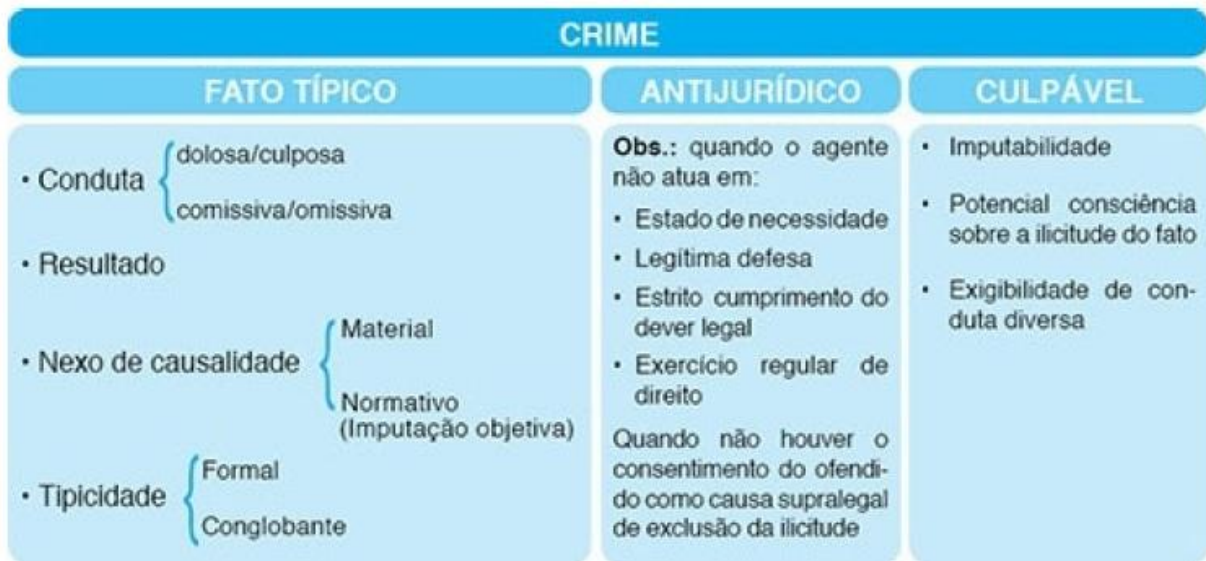 CRIME
FATO TÍPICO
• Conduta
dolosa/culposa
comissiva/omissiva
• Resultado
• Nexo de causalidade
Material
Normativo
(Imputação objetiva)
• Tipicidade
Formal
Conglobante
ANTIJURÍDICO
Obs.: quando o agente
não atua em:
• Estado de necessidade
• Legítima defesa
• Estrito cumprimento do
dever legal
• Exercício regular de
direito
Quando não houver o
consentimento do ofendi-
do como causa supralegal
de exclusão da ilicitude
CULPÁVEL
• Imputabilidade
• Potencial consciência
sobre a ilicitude do fato
• Exigibilidade de con-
duta diversa